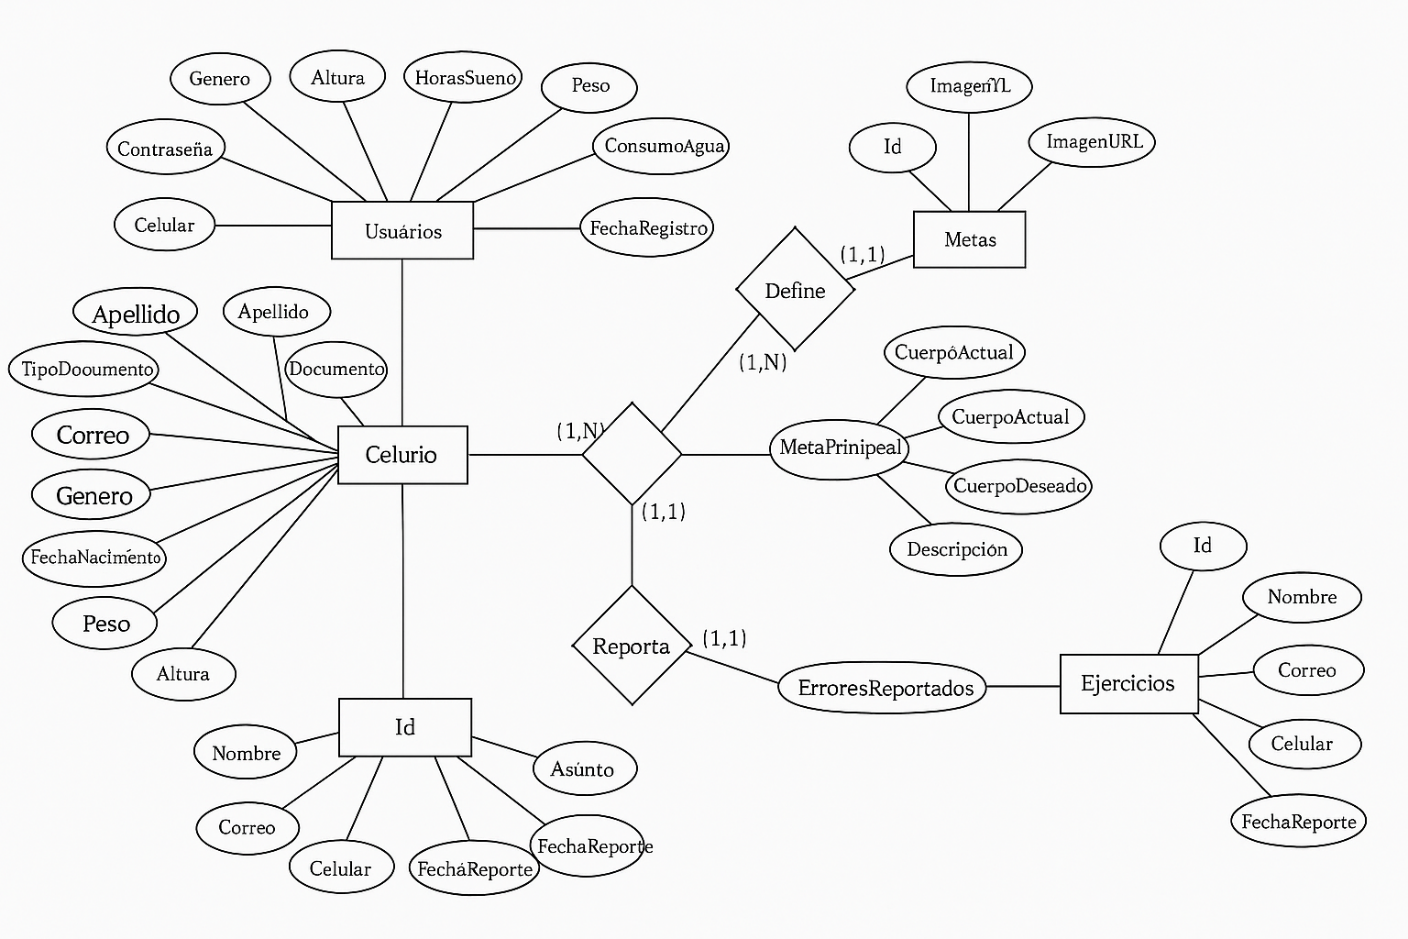 Genero
Altura
HorasSuenó
Peso
Contraseña
ConsumoAgua
Celular
Usuários
FechaRegistro
ImagenYL
Id
ImagenURL
Metas
(1,1)
Define
(1,N)
Apellido
Apellido
TipoDooumento
Documento
Correo
Celurio
Genero
FechaNaciménto
Peso
Altura
(1,N)
(1,1)
MetaPrinipeal
CuerpôActual
CuerpoActual
CuerpoDeseado
Descripción
Reporta
(1,1)
ErroresReportados
Ejercicios
Id
Nombre
Correo
Celular
FechaReporte
Id
Nombre
Asúnto
Correo
Celular
FecháReporte
FechaReporte